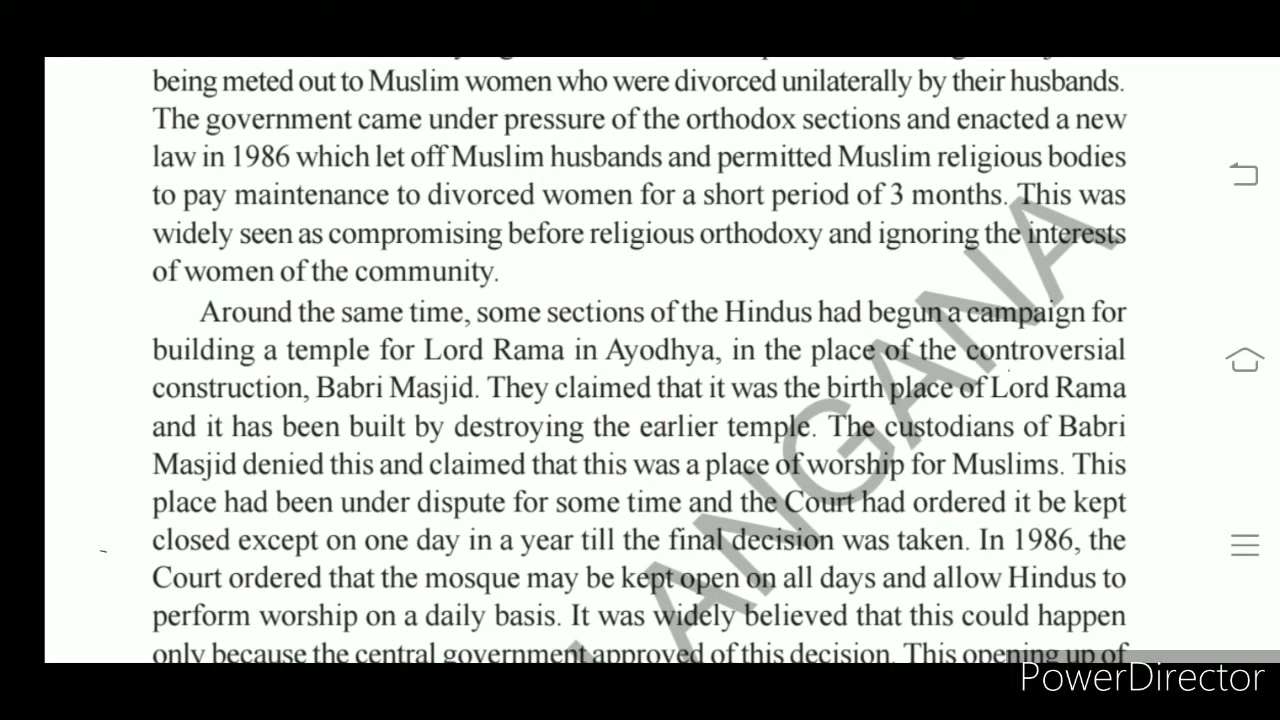 being meted out to Muslim women who were divorced unilaterally by their husbands.
The government came under pressure of the orthodox sections and enacted a new
law in 1986 which let off Muslim husbands and permitted Muslim religious bodies
to pay maintenance to divorced women for a short period of 3 months. This was
widely seen as compromising before religious orthodoxy and ignoring the interests
of women of the community.
Around the same time, some sections of the Hindus had begun a campaign for
building a temple for Lord Rama in Ayodhya, in the place of the controversial
construction, Babri Masjid. They claimed that it was the birth place of Lord Rama
and it has been built by destroying the earlier temple. The custodians of Babri
Masjid denied this and claimed that this was a place of worship for Muslims. This
place had been under dispute for some time and the Court had ordered it be kept
closed except on one day in a year till the final decision was taken. In 1986, the
Court ordered that the mosque may be kept open on all days and allow Hindus to
perform worship on a daily basis. It was widely believed that this could happen
only because the central government approved of this decision. This opening up of
LANGANA
PowerDirector